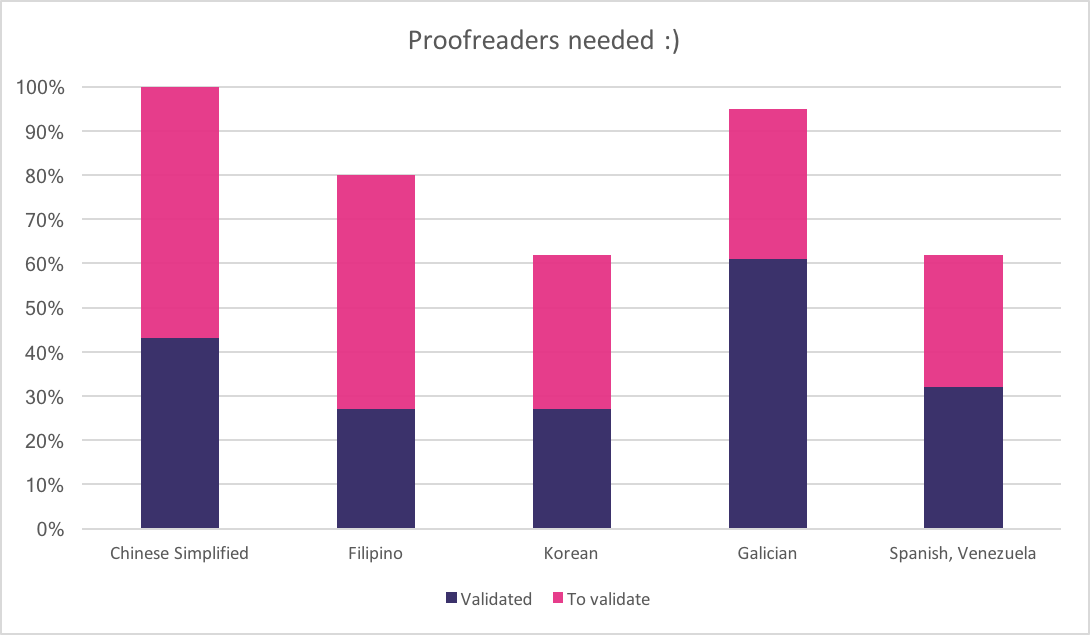 Proofreaders needed :)
100%
90%
80%
70%
60%
50%
40%
30%
20%
10%
0%
Chinese Simplified
Filipino
Korean
Galician
Spanish, Venezuela
Validated
To validate